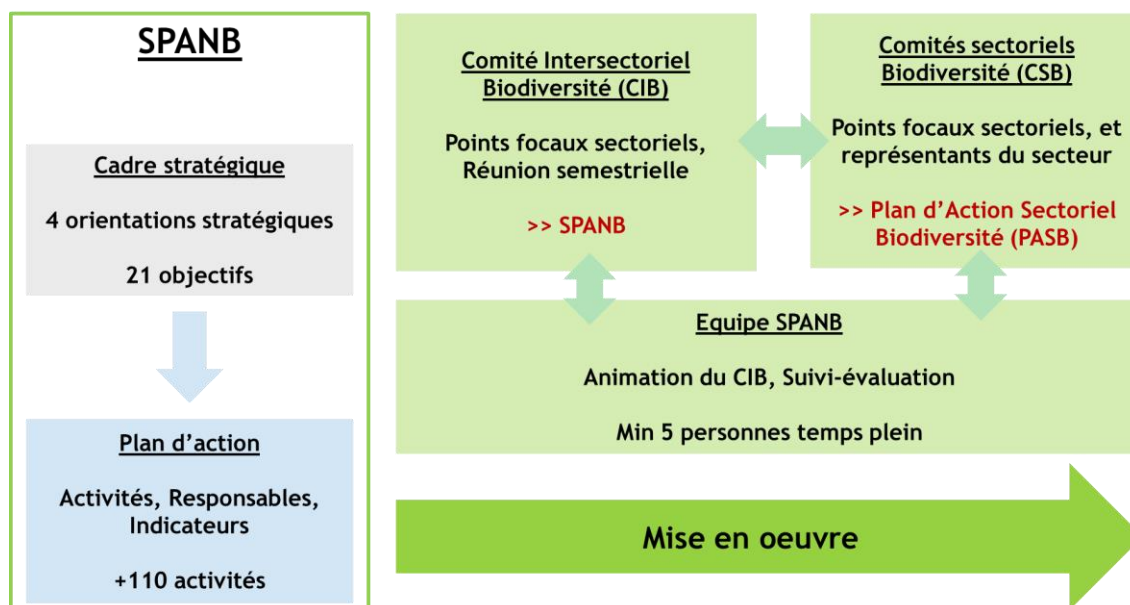 SPANB
Cadre stratégique
4 orientations stratégiques
21 objectifs
Plan d’action
Activités, Responsables,
Indicateurs
+110 activités
Comité Intersectoriel
Biodiversité (CIB)
Points focaux sectoriels,
Réunion semestrielle
>> SPANB
Comités sectoriels
Biodiversité (CSB)
Points focaux sectoriels, et
représentants du secteur
>> Plan d’Action Sectoriel
Biodiversité (PASB)
Equipe SPANB
Animation du CIB, Suivi-évaluation
Min 5 personnes temps plein
Mise en oeuvre